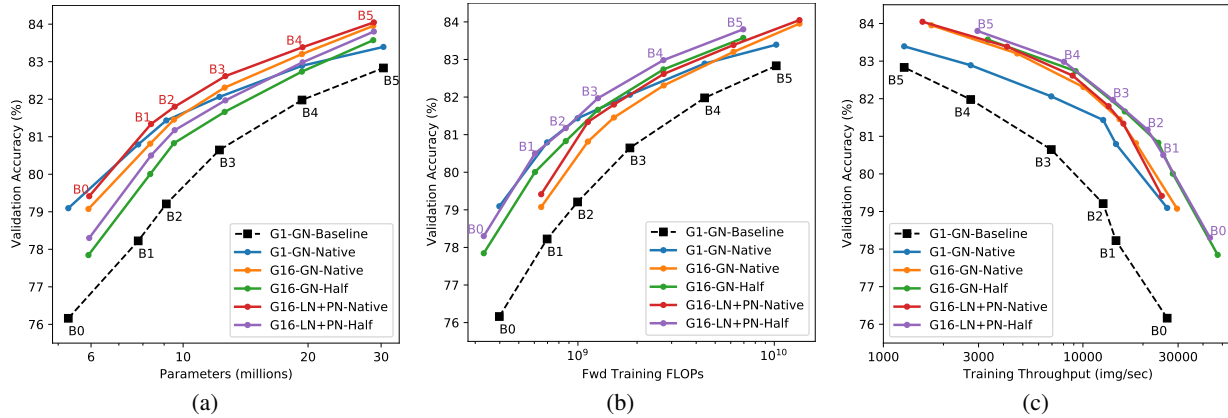 84
83
82
81
80
79
78
77
76
Validation Accuracy (%)
B0
B1
B2
B3
B4
B5
B0
B1
B2
B3
B4
B5
G1-GN-Baseline
G1-GN-Native
G16-GN-Native
G16-GN-Half
G16-LN+PN-Native
G16-LN+PN-Half
6
10
20
30
Parameters (millions)
(a)
84
83
82
81
80
79
78
77
76
Validation Accuracy (%)
B0
B1
B2
B3
B4
B5
B0
B1
B2
B3
B4
B5
G1-GN-Baseline
G1-GN-Native
G16-GN-Native
G16-GN-Half
G16-LN+PN-Native
G16-LN+PN-Half
10⁹
10¹⁰
Fwd Training FLOPs
(b)
84
83
82
81
80
79
78
77
76
Validation Accuracy (%)
B5
B4
B3
B2
B1
B0
B5
B4
B3
B2
B1
B0
G1-GN-Baseline
G1-GN-Native
G16-GN-Native
G16-GN-Half
G16-LN+PN-Native
G16-LN+PN-Half
1000
3000
10000
30000
Training Throughput (img/sec)
(c)